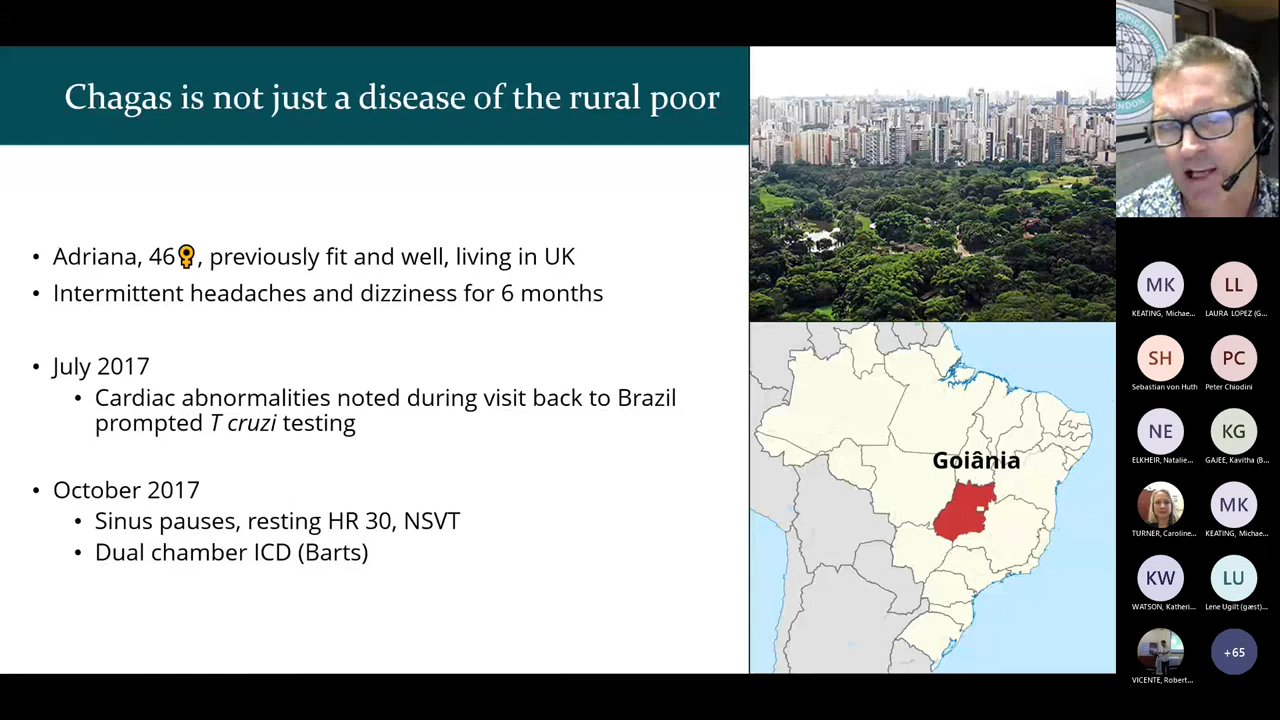 Chagas is not just a disease of the rural poor
• Adriana, 46, previously fit and well, living in UK
• Intermittent headaches and dizziness for 6 months
• July 2017
• Cardiac abnormalities noted during visit back to Brazil
prompted T cruzi testing
• October 2017
• Sinus pauses, resting HR 30, NSVT
• Dual chamber ICD (Barts)
Goiânia
MK
LL
KEATING, Michae...
LAURA LOPEZ (G...
SH
PC
Sebastian von Huth
Peter Chiodini
NE
KG
ELKHEIR, Natalie...
GAJEE, Kavitha (B...
MK
TURNER, Caroline...
KEATING, Michae...
KW
LU
WATSON, Katheri...
Lene Ugilt (gæst)...
+65
VICENTE, Robert...